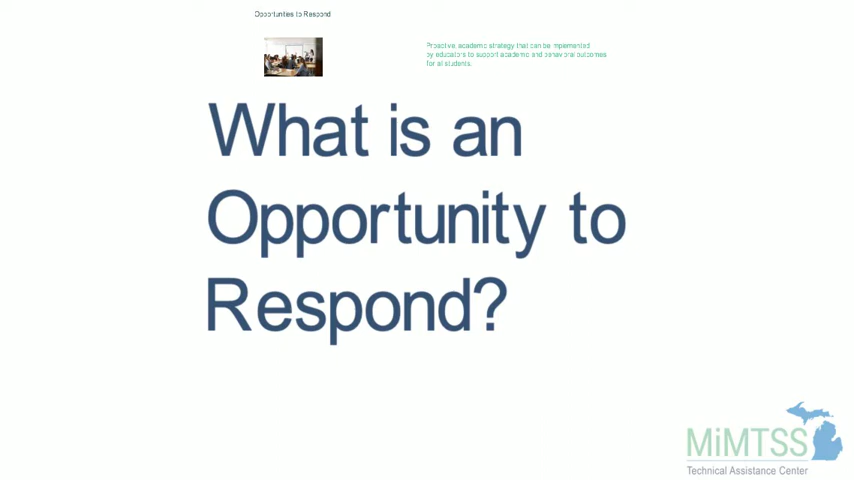 Opportunities to Respond
Proactive, academic strategy that can be implemented
by educators to support academic and behavioral outcomes
for all students.
What is an
Opportunity to
Respond?
MiMTSS
Technical Assistance Center